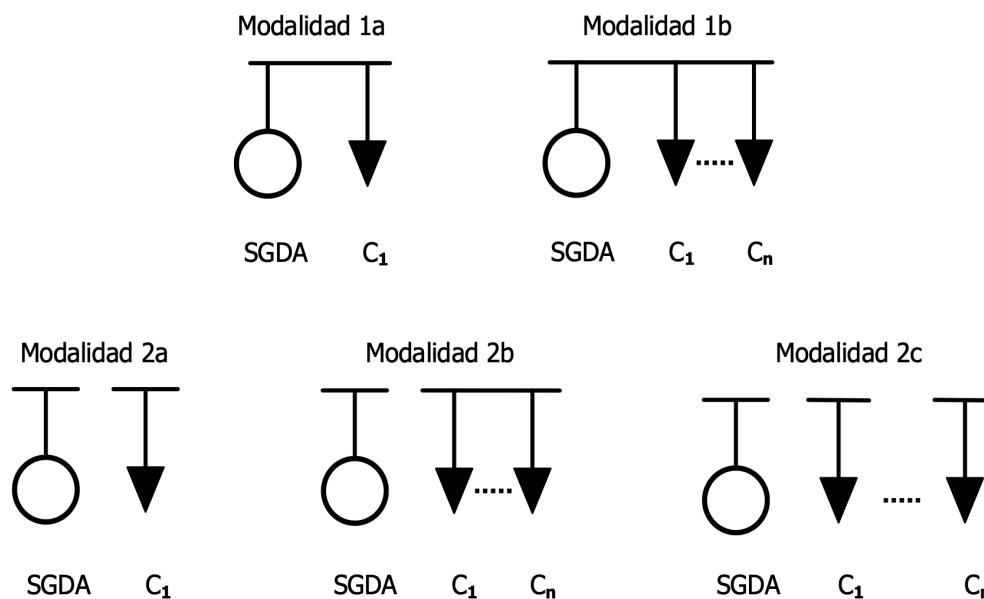 Modalidad 1a
Modalidad 1b
SGDA C₁
SGDA C₁ Cₙ
Modalidad 2a
Modalidad 2b
Modalidad 2c
SGDA C₁
SGDA C₁ Cₙ
SGDA C₁ Cₙ